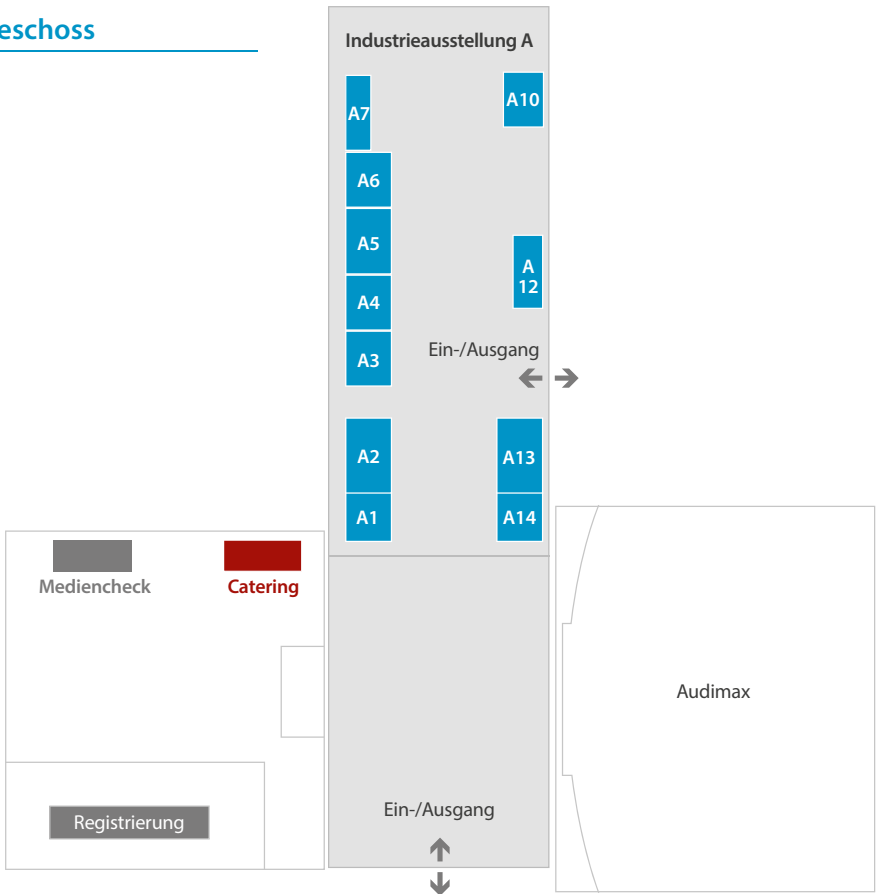 eschoss
Industrieausstellung A
A7
A10
A6
A5
A
12
A4
Ein-/Ausgang
A3
A2
A13
A1
A14
Mediencheck
Catering
Audimax
Registrierung
Ein-/Ausgang